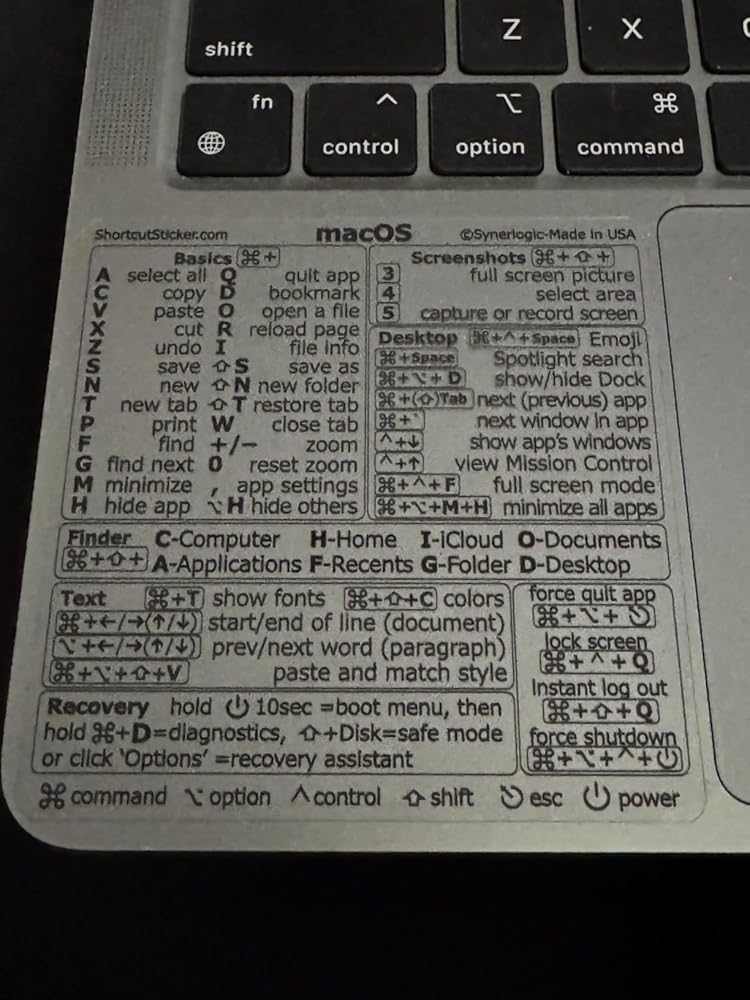 shift
Z
X
fn
^
control
⌥
option
⌘
command
ShortcutSticker.com macOS ©Synerlogic-Made in USA
Basics ⌘+
A select all Q quit app
C copy D bookmark
V paste O open a file
X cut R reload page
Z undo I file info
S save ⇧S save as
N new ⇧N new folder
T new tab ⇧T restore tab
P print W close tab
F find +/- zoom
G find next 0 reset zoom
M minimize , app settings
H hide app ⌥H hide others
Screenshots ⌘+⇧+
3 full screen picture
4 select area
5 capture or record screen
Desktop ⌘+^+Space Emoji
⌘+Space Spotlight search
⌘+⌥+D show/hide Dock
⌘+(⇧)Tab next (previous) app
⌘+` next window in app
^+↓ show app's windows
^+↑ view Mission Control
⌘+^+F full screen mode
⌘+⌥+M+H minimize all apps
Finder C-Computer H-Home I-iCloud O-Documents
⌘+⇧+ A-Applications F-Recents G-Folder D-Desktop
Text ⌘+T show fonts ⌘+⇧+C colors
⌘+←/→(↑/↓) start/end of line (document)
⌥+←/→(↑/↓) prev/next word (paragraph)
⌘+⌥+⇧+V paste and match style
force quit app
⌘+⌥+⎋
lock screen
⌘+^+Q
Instant log out
⌘+⇧+Q
force shutdown
⌘+⌥+^+⏻
Recovery hold ⏻ 10sec =boot menu, then
hold ⌘+D=diagnostics, ⇧+Disk=safe mode
or click 'Options' =recovery assistant
⌘ command ⌥ option ^ control ⇧ shift ⎋ esc ⏻ power